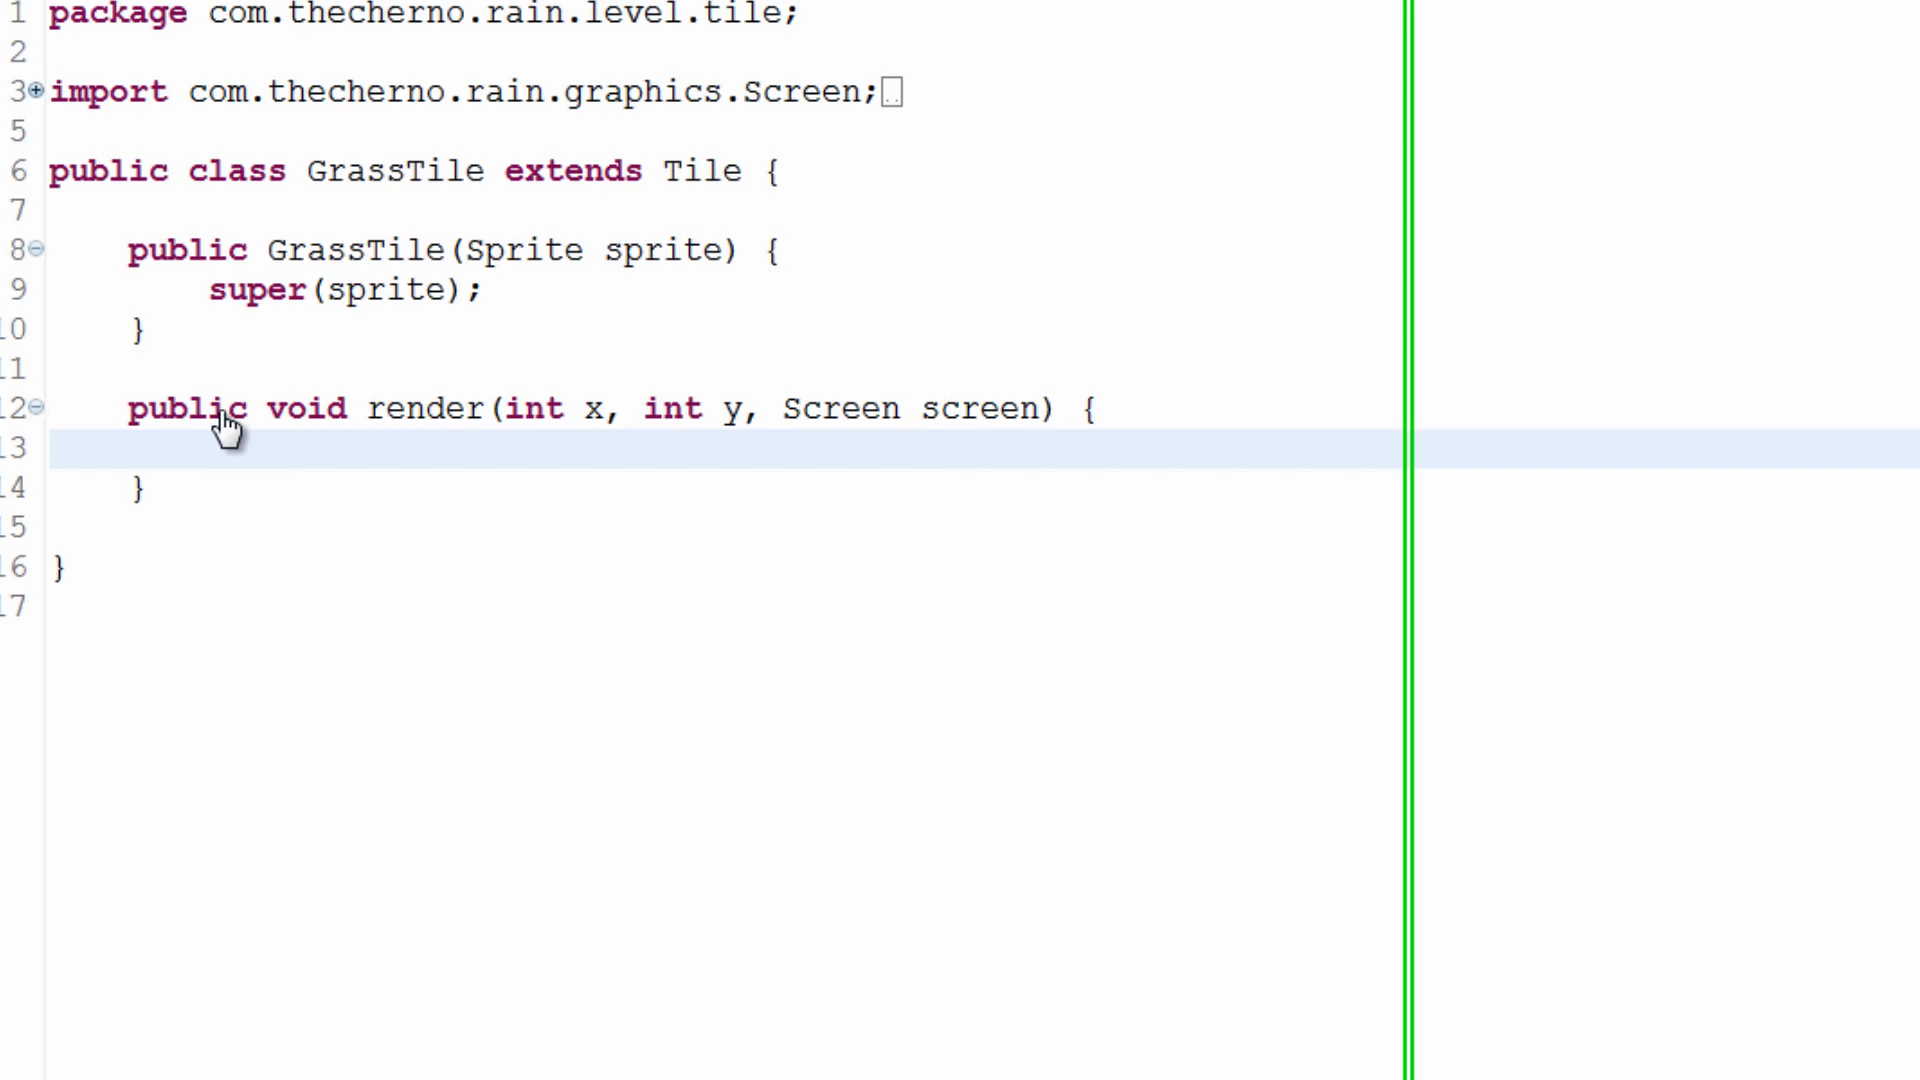 1 package com.thecherno.rain.level.tile;
2
3 import com.thecherno.rain.graphics.Screen;
5
6 public class GrassTile extends Tile {
7
8 public GrassTile(Sprite sprite) {
9 super(sprite);
10 }
11
12 public void render(int x, int y, Screen screen) {
13
14 }
15
16 }
17